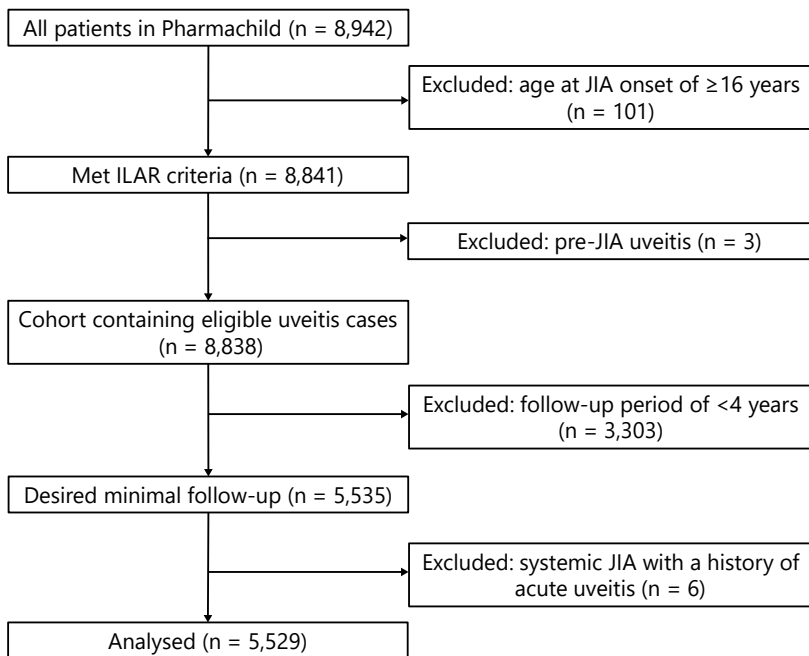 All patients in Pharmachild (n = 8,942)
Excluded: age at JIA onset of ≥16 years
(n = 101)
Met ILAR criteria (n = 8,841)
Excluded: pre-JIA uveitis (n = 3)
Cohort containing eligible uveitis cases
(n = 8,838)
Excluded: follow-up period of <4 years
(n = 3,303)
Desired minimal follow-up (n = 5,535)
Excluded: systemic JIA with a history of
acute uveitis (n = 6)
Analysed (n = 5,529)